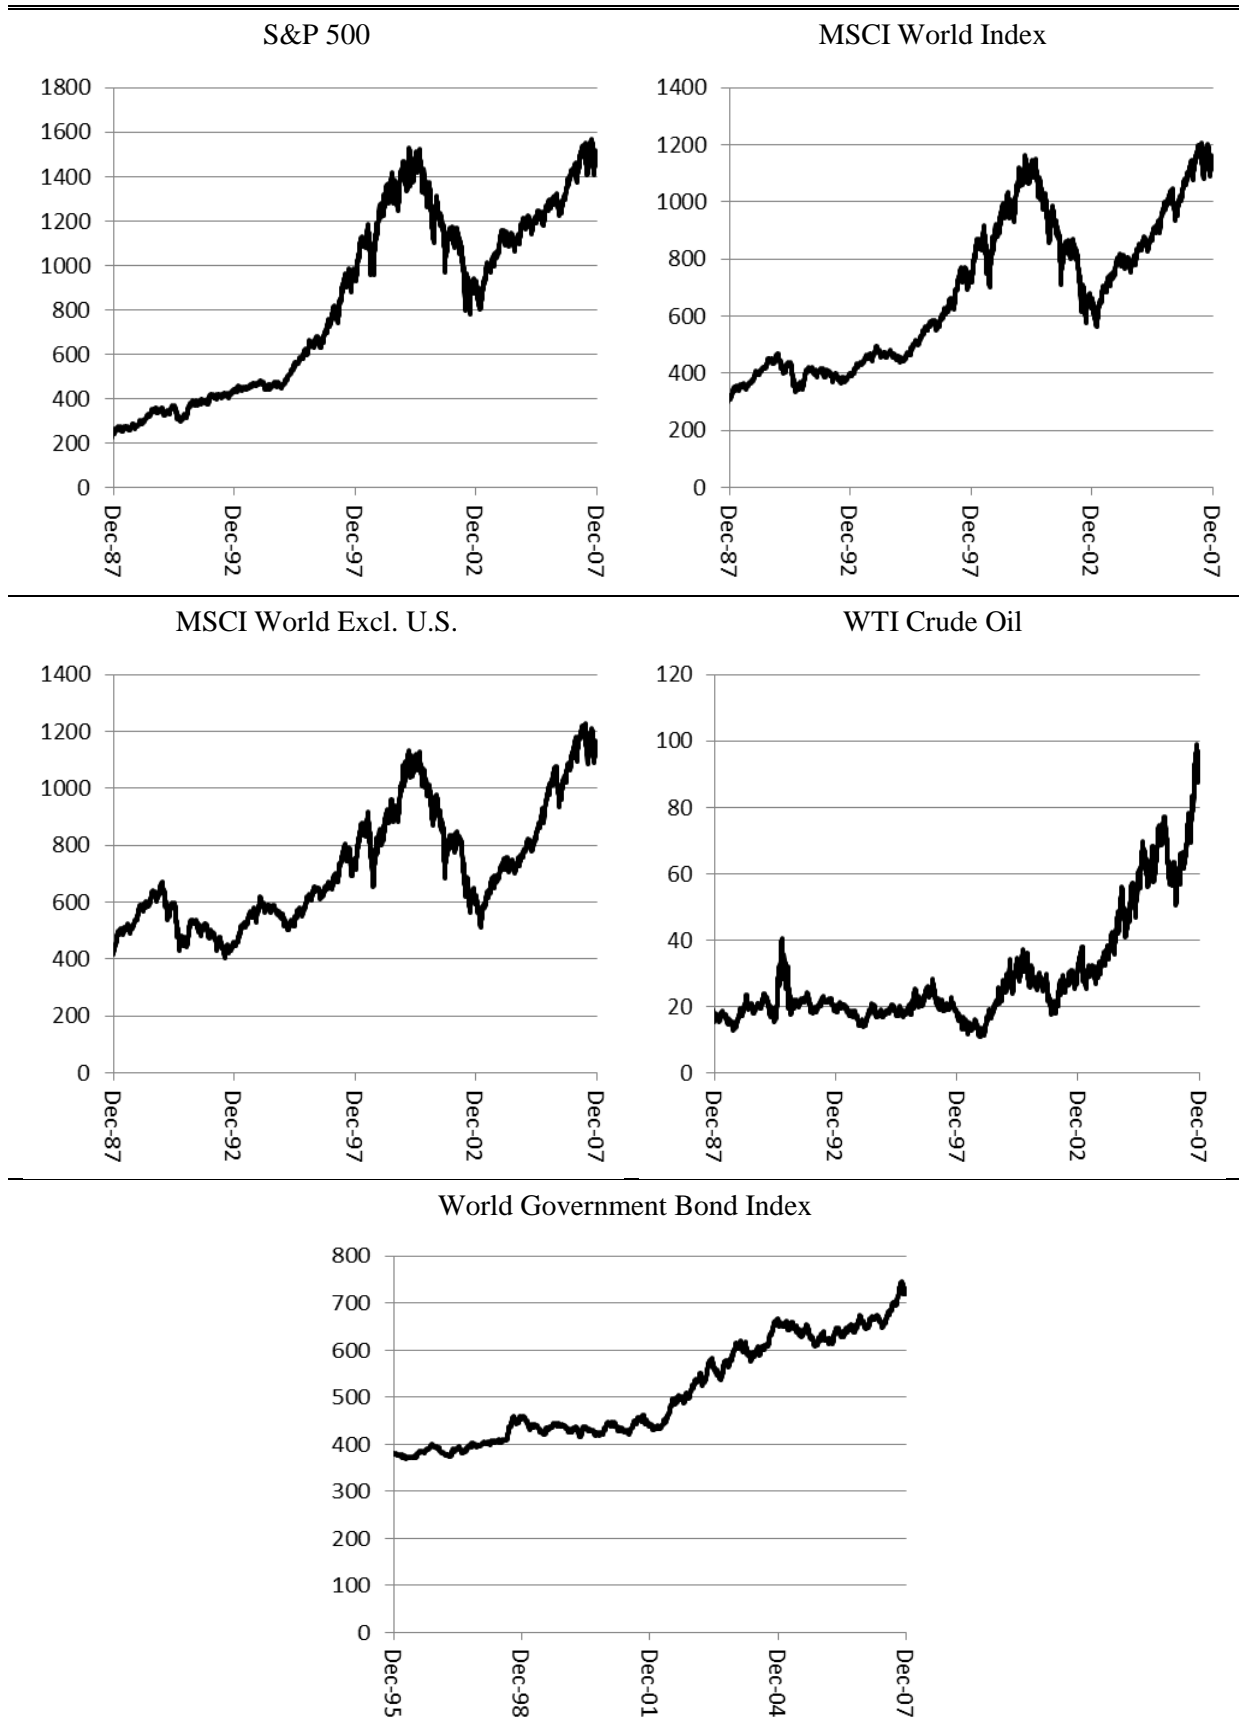 S&P 500
MSCI World Index
1800
1600
1400
1200
1000
800
600
400
200
0
Dec-87
Dec-92
Dec-97
Dec-02
Dec-07
1400
1200
1000
800
600
400
200
0
Dec-87
Dec-92
Dec-97
Dec-02
Dec-07
MSCI World Excl. U.S.
WTI Crude Oil
1400
1200
1000
800
600
400
200
0
Dec-87
Dec-92
Dec-97
Dec-02
Dec-07
120
100
80
60
40
20
0
Dec-87
Dec-92
Dec-97
Dec-02
Dec-07
World Government Bond Index
800
700
600
500
400
300
200
100
0
Dec-95
Dec-98
Dec-01
Dec-04
Dec-07